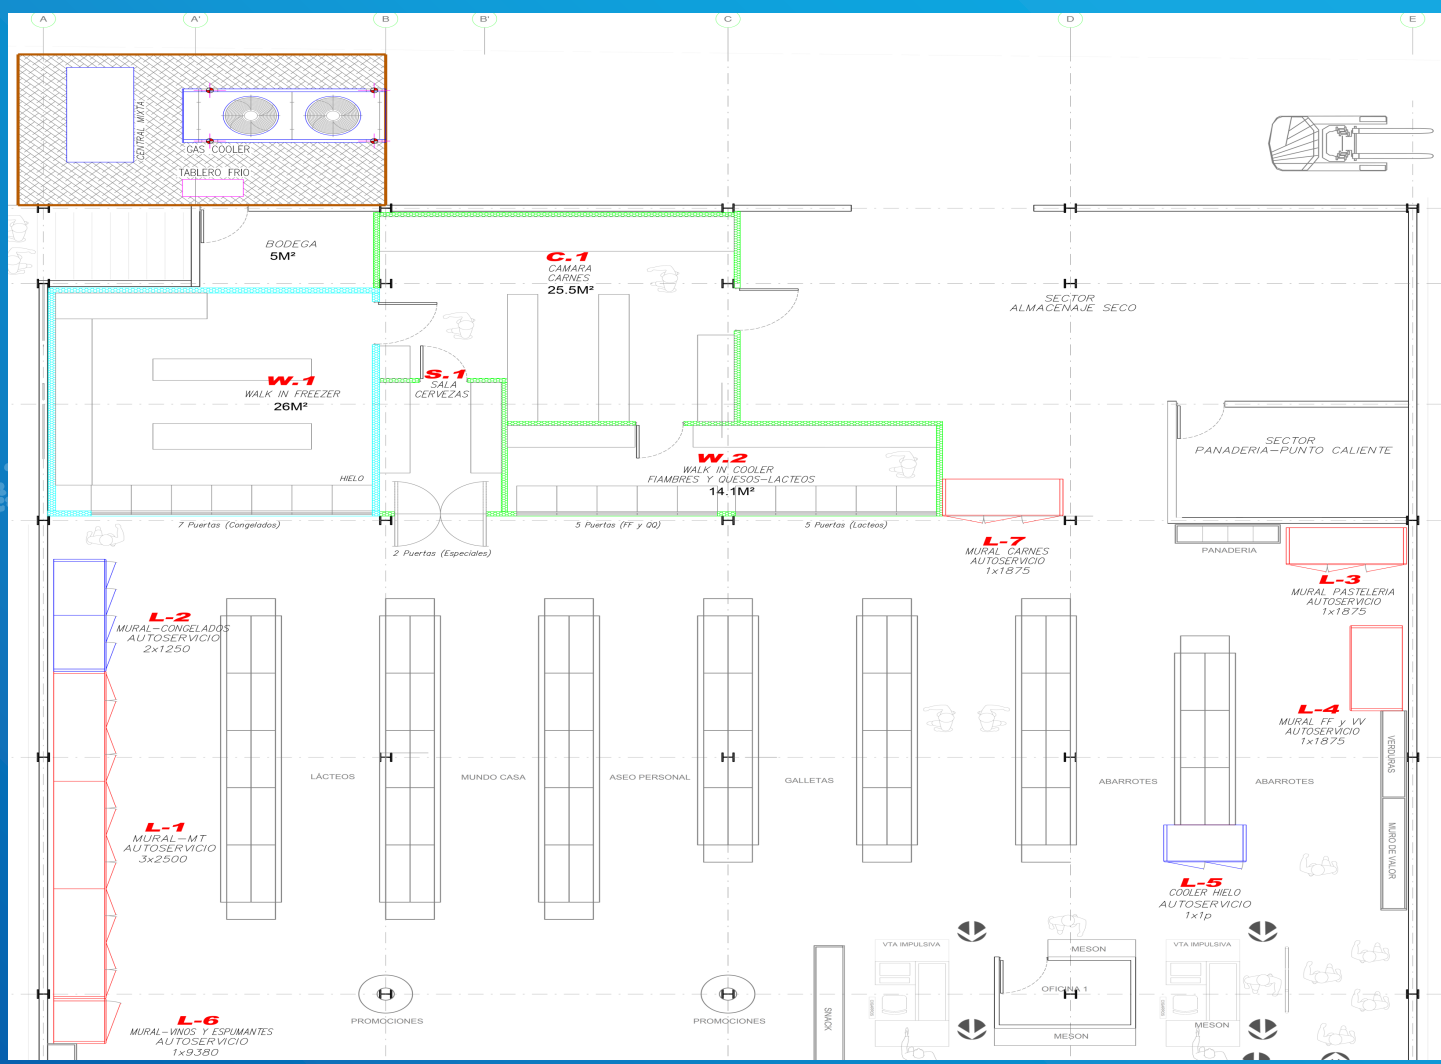 A
A'
B
B'
C
D
E
CENTRAL MIXTA
GAS COOLER
TABLERO FRIO
BODEGA
5M²
C.1
CAMARA
CARNES
25.5M²
SECTOR
ALMACENAJE SECO
W.1
WALK IN FREEZER
26M²
S.1
SALA
CERVEZAS
SECTOR
PANADERIA-PUNTO CALIENTE
W.2
WALK IN COOLER
FIAMBRES Y QUESOS-LACTEOS
14.1M²
HIELO
7 Puertas (Congelados)
2 Puertas (Especiales)
5 Puertas (FF y QQ)
5 Puertas (Lacteos)
L-7
MURAL CARNES
AUTOSERVICIO
1x1875
PANADERIA
L-3
MURAL PASTELERIA
AUTOSERVICIO
1x1875
L-2
MURAL-CONGELADOS
AUTOSERVICIO
2x1250
L-4
MURAL FF y VV
AUTOSERVICIO
1x1875
VERDURAS
LÁCTEOS
MUNDO CASA
ASEO PERSONAL
GALLETAS
ABARROTES
ABARROTES
L-1
MURAL-MT
AUTOSERVICIO
3x2500
MURO DE VALOR
L-5
COOLER HIELO
AUTOSERVICIO
1x1p
VTA IMPULSIVA
MESON
VTA IMPULSIVA
OFICINA 1
L-6
MURAL-VINOS Y ESPUMANTES
AUTOSERVICIO
1x9380
PROMOCIONES
PROMOCIONES
SNACK
MESON
MESON